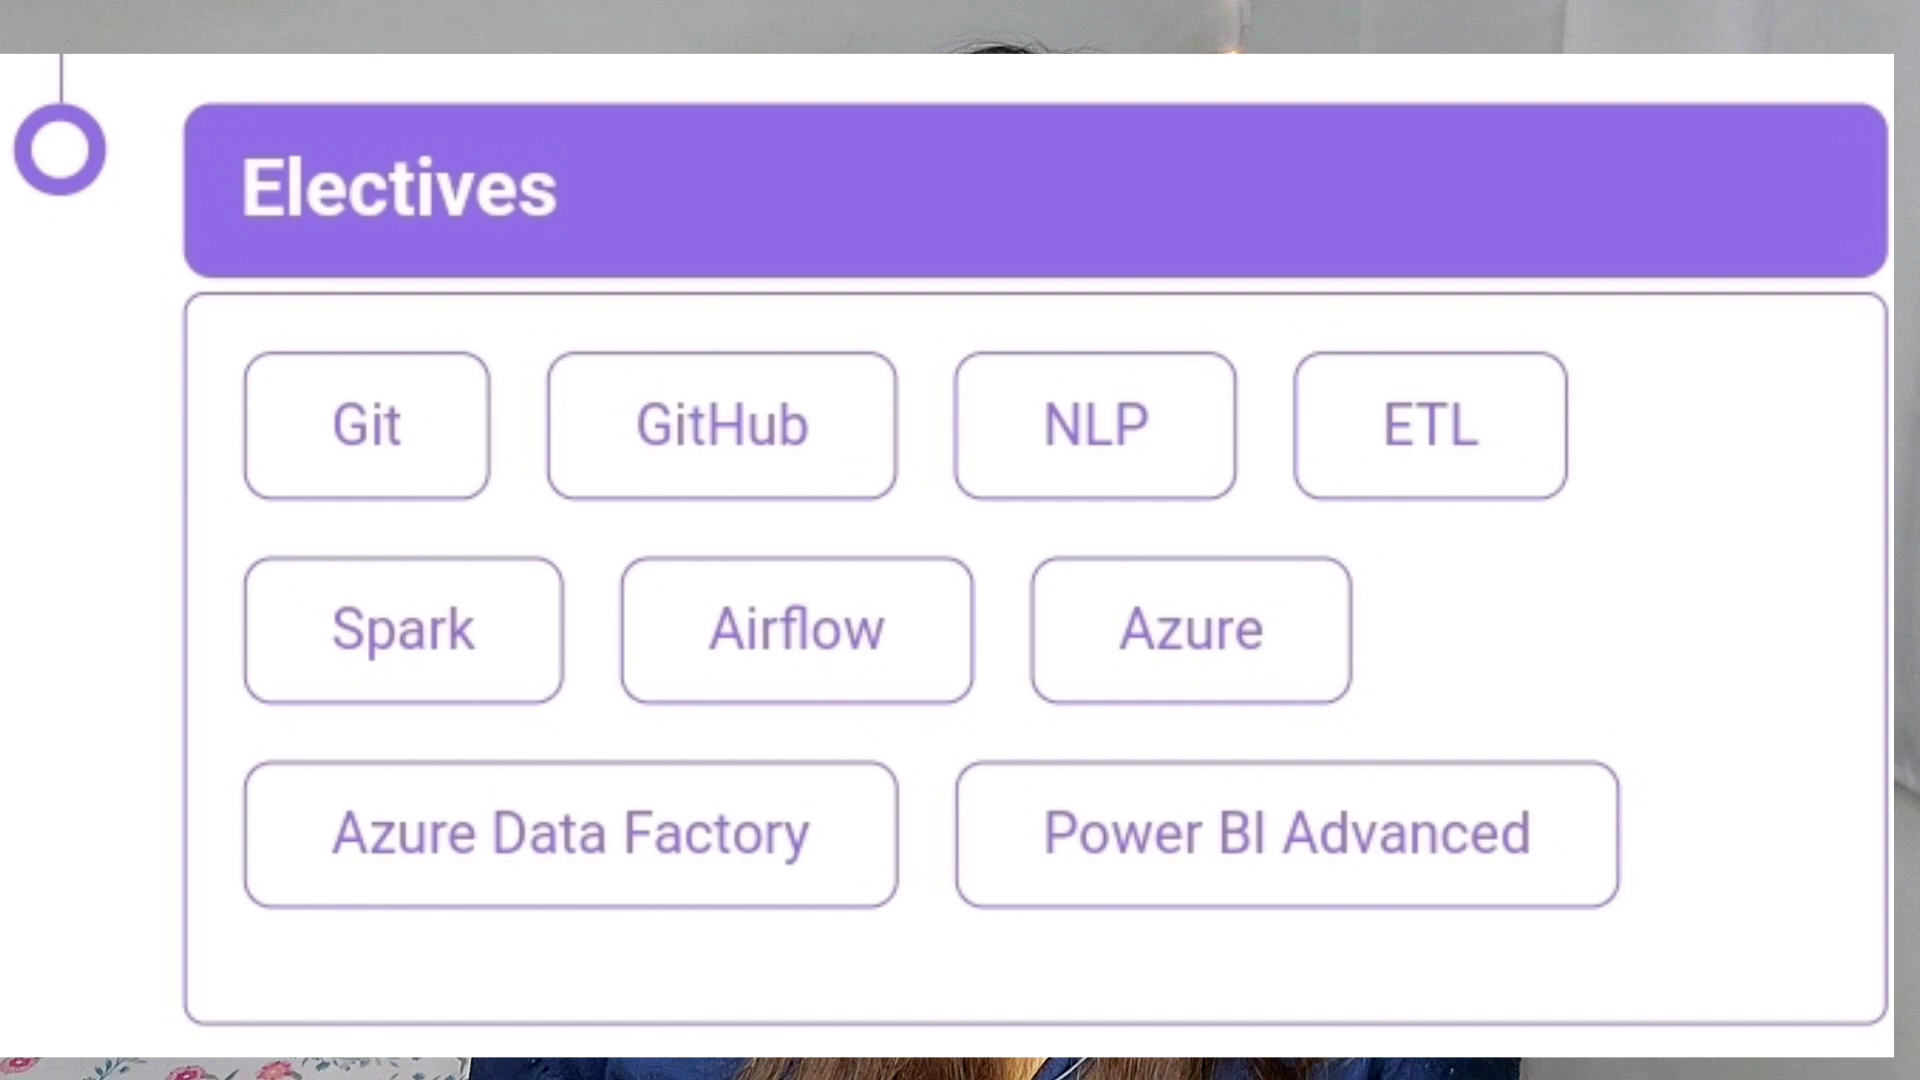 Electives
Git GitHub NLP ETL
Spark Airflow Azure
Azure Data Factory Power BI Advanced